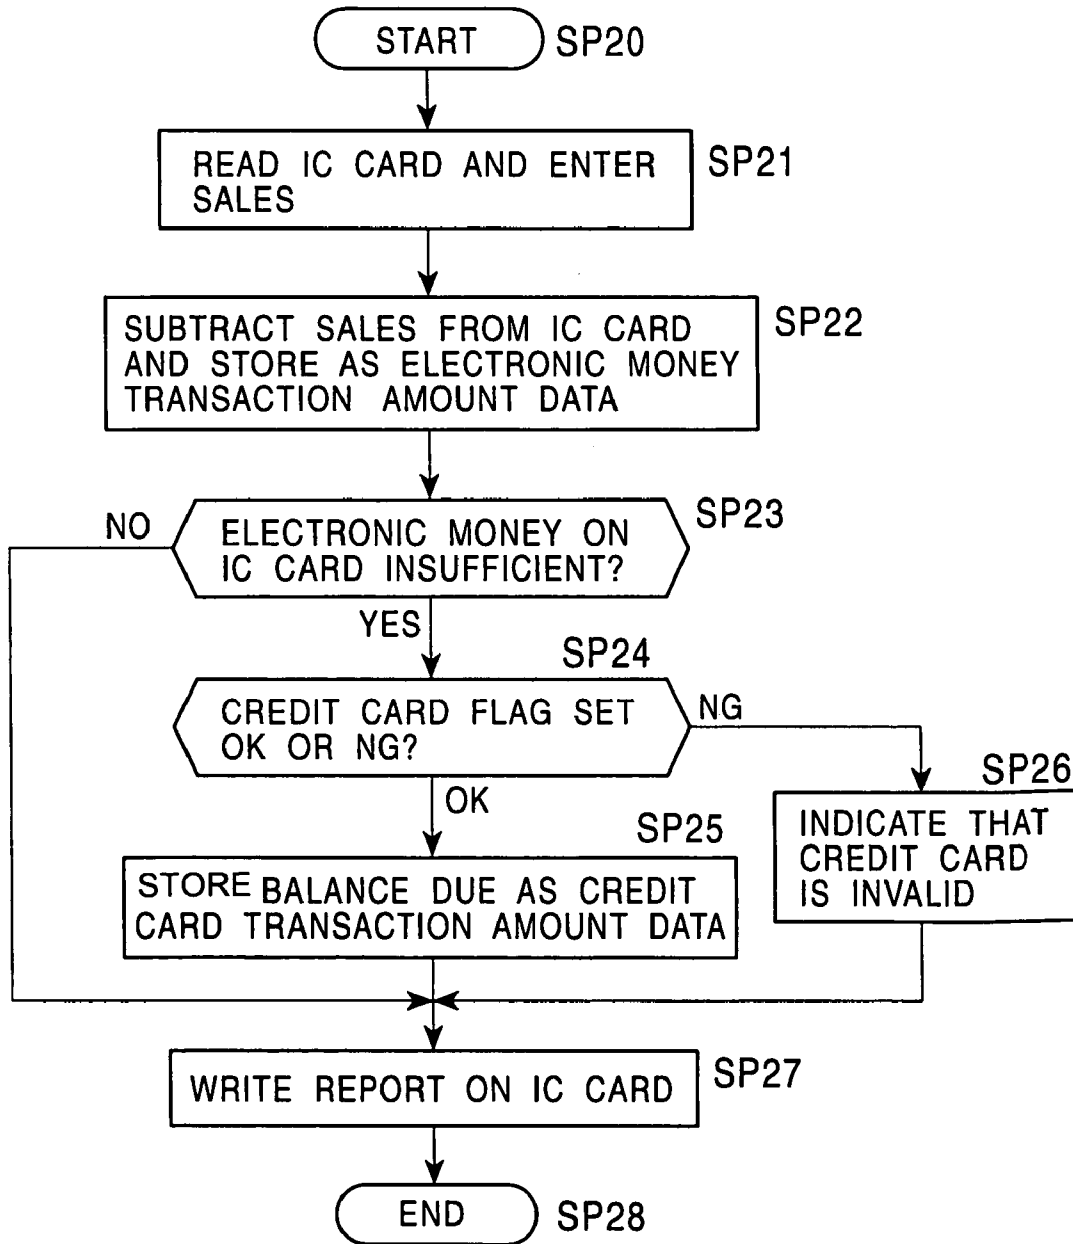 START
SP20
READ IC CARD AND ENTER
SALES
SP21
SUBTRACT SALES FROM IC CARD
AND STORE AS ELECTRONIC MONEY
TRANSACTION AMOUNT DATA
SP22
NO
ELECTRONIC MONEY ON
IC CARD INSUFFICIENT?
SP23
YES
SP24
CREDIT CARD FLAG SET
OK OR NG?
NG
OK
SP25
SP26
STORE BALANCE DUE AS CREDIT
CARD TRANSACTION AMOUNT DATA
INDICATE THAT
CREDIT CARD
IS INVALID
WRITE REPORT ON IC CARD
SP27
END
SP28